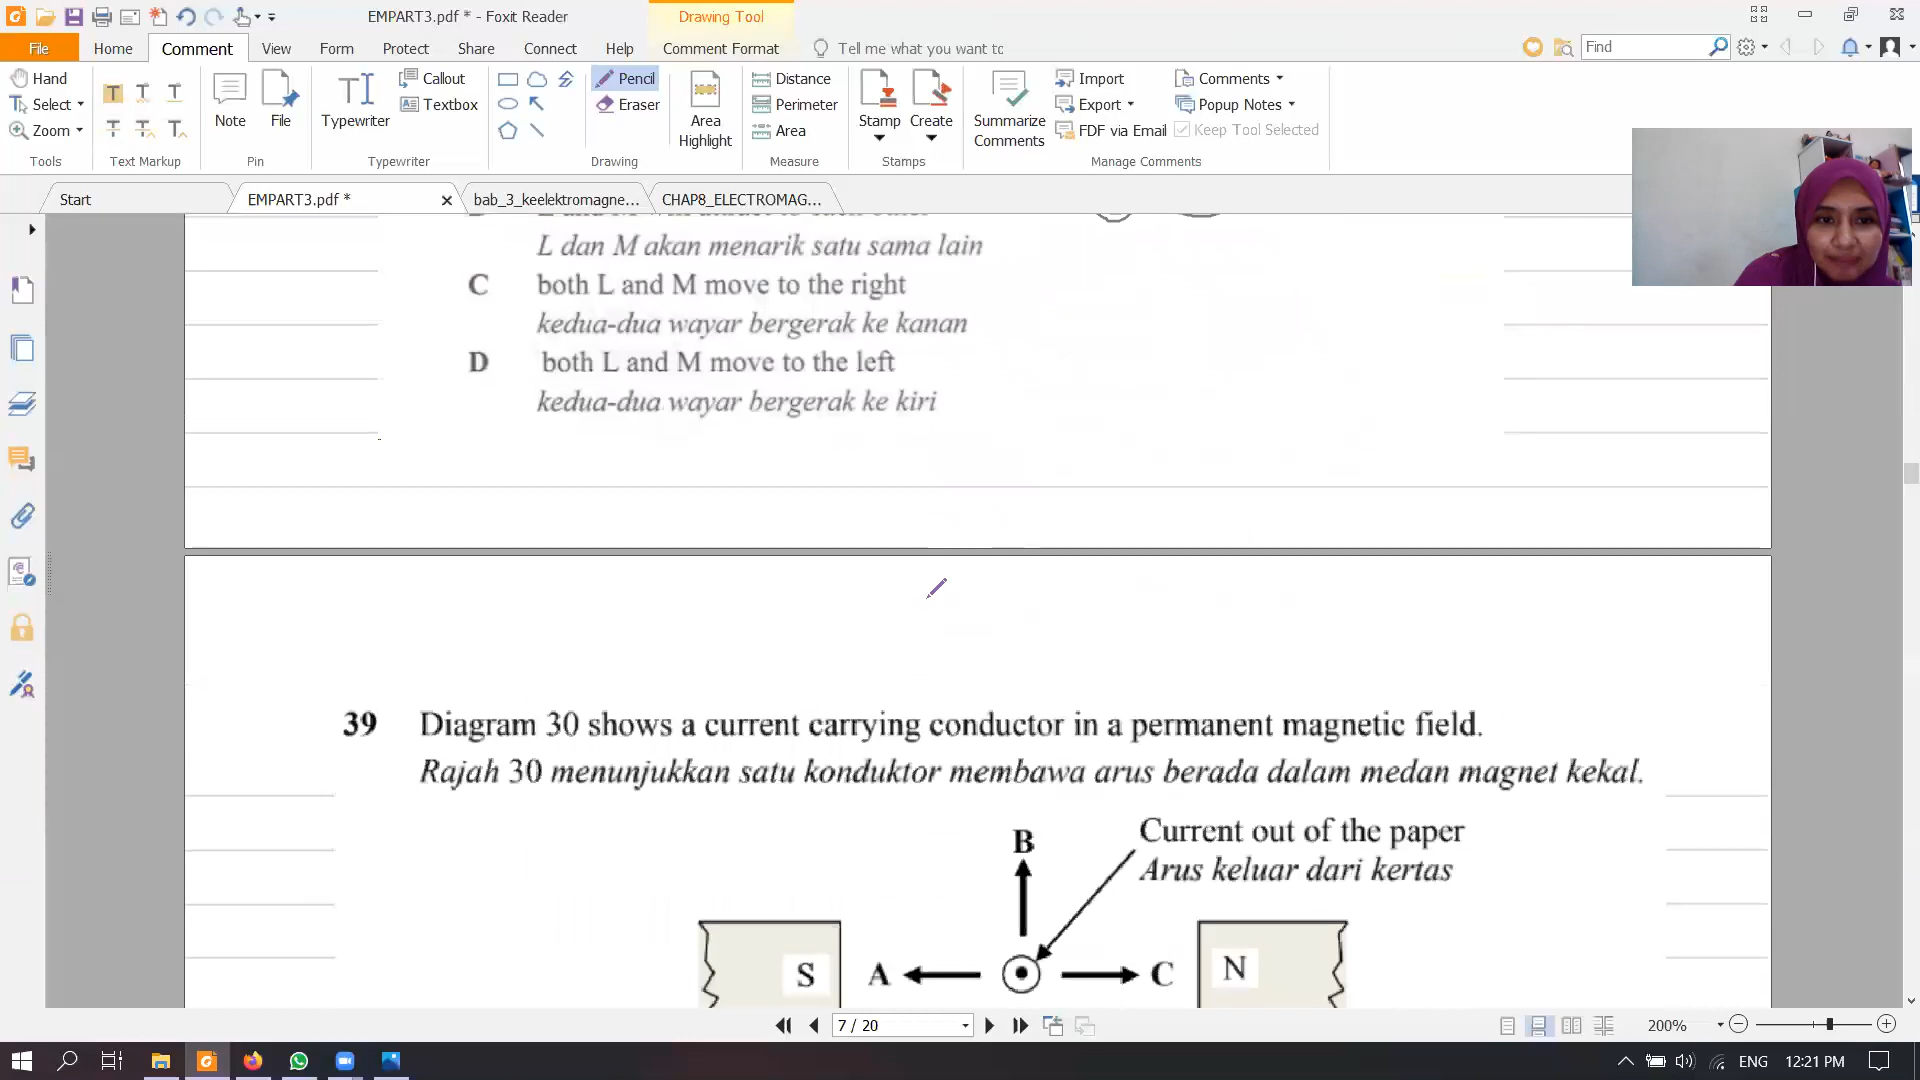 EMPART3.pdf * - Foxit Reader
Drawing Tool
File Home Comment View Form Protect Share Connect Help Comment Format Tell me what you want to Find
Hand
Select
Zoom
Tools
Text Markup
Note
File
Pin
Typewriter
Callout
Textbox
Typewriter
Pencil
Eraser
Drawing
Area Highlight
Distance
Perimeter
Area
Measure
Stamp
Create
Stamps
Summarize Comments
Import
Export
FDF via Email
Comments
Popup Notes
Keep Tool Selected
Manage Comments
Start EMPART3.pdf * bab_3_keelektromagne... CHAP8_ELECTROMAG...
L dan M akan menarik satu sama lain
C both L and M move to the right
kedua-dua wayar bergerak ke kanan
D both L and M move to the left
kedua-dua wayar bergerak ke kiri
39 Diagram 30 shows a current carrying conductor in a permanent magnetic field.
Rajah 30 menunjukkan satu konduktor membawa arus berada dalam medan magnet kekal.
B
Current out of the paper
Arus keluar dari kertas
S A C N
7 / 20
200%
ENG 12:21 PM